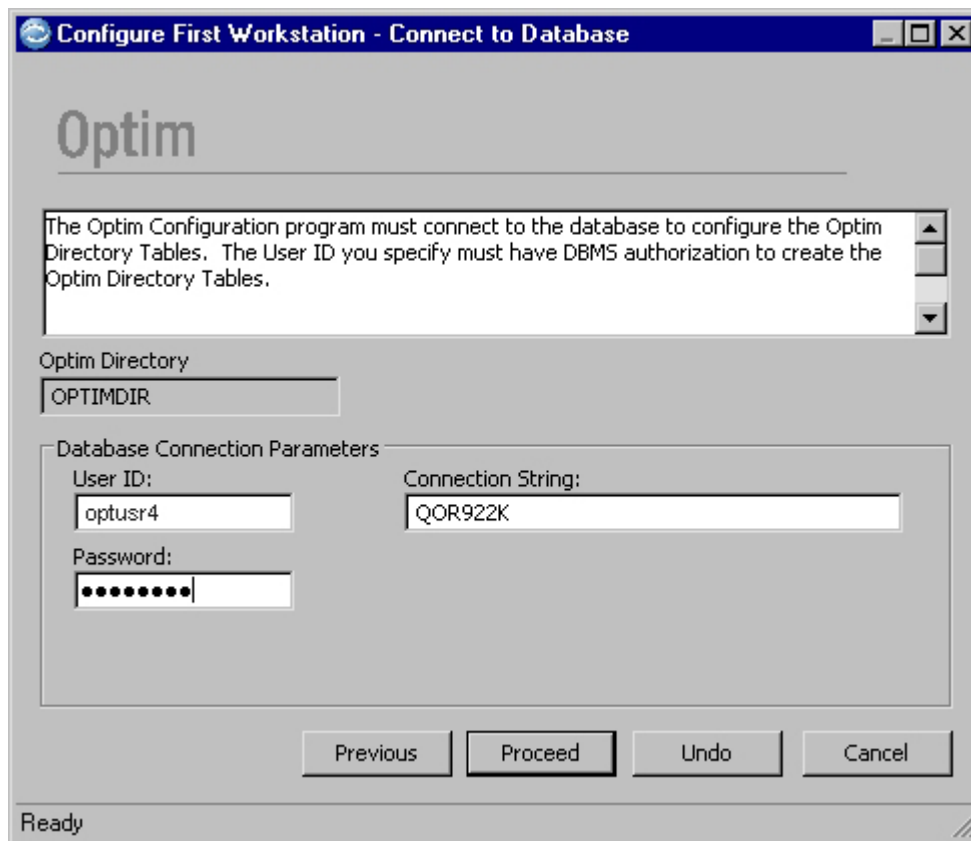 Configure First Workstation - Connect to Database
Optim
The Optim Configuration program must connect to the database to configure the Optim
Directory Tables.  The User ID you specify must have DBMS authorization to create the
Optim Directory Tables.
Optim Directory
OPTIMDIR
Database Connection Parameters
User ID:
Connection String:
optusr4
QOR922K
Password:
●●●●●●●●
Previous
Proceed
Undo
Cancel
Ready